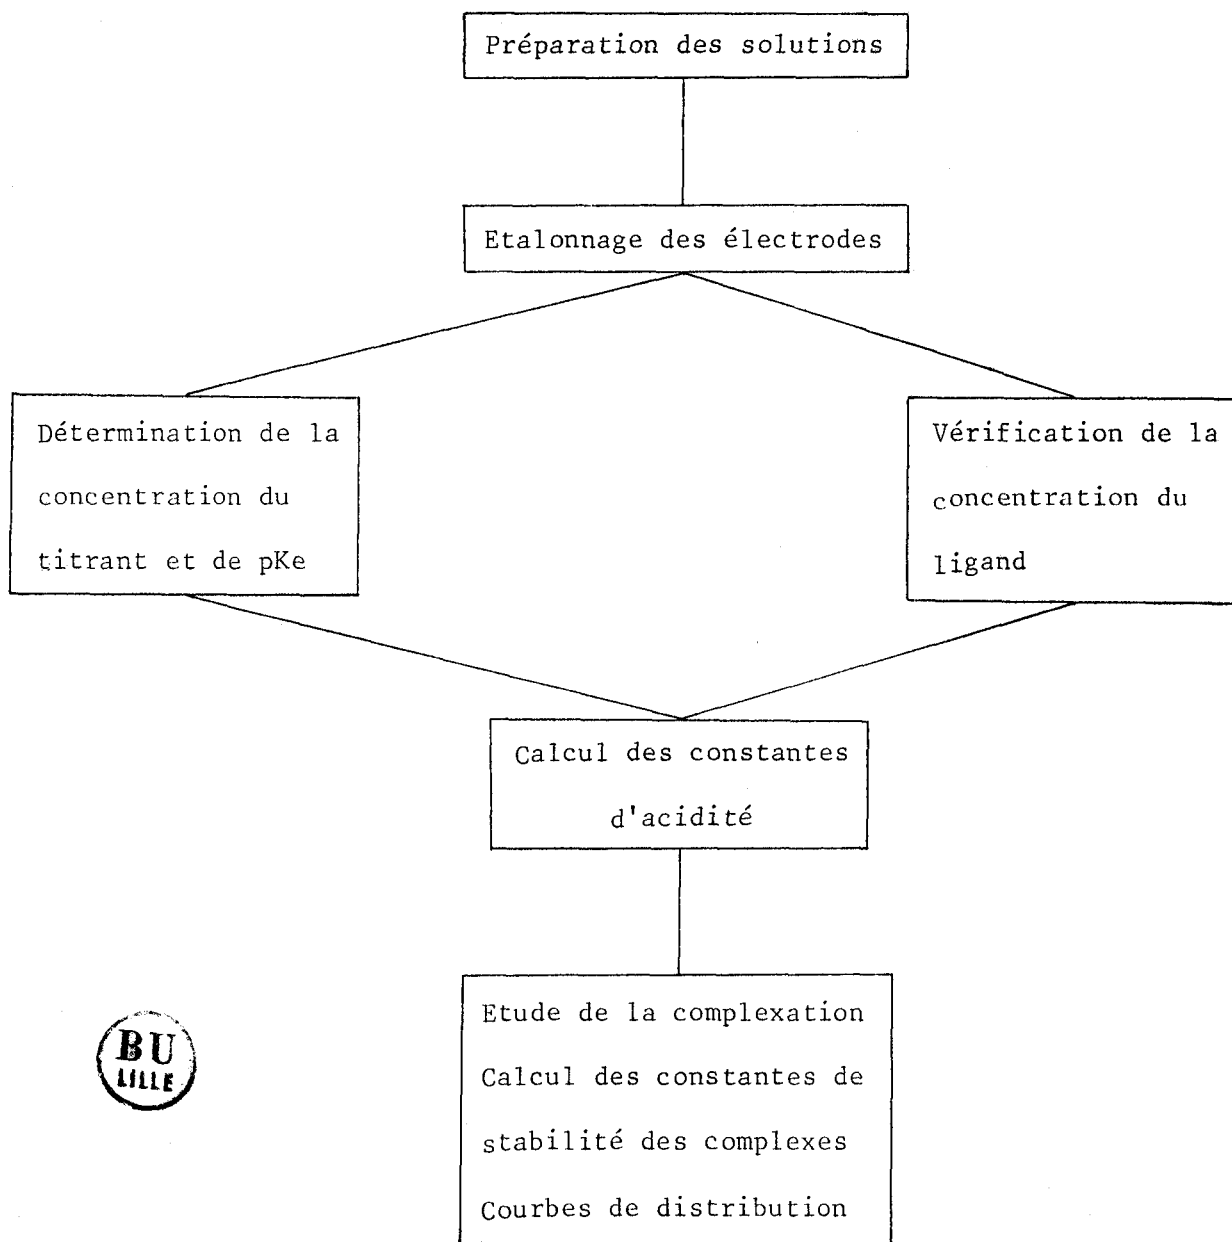 Préparation des solutions
Etalonnage des électrodes
Détermination de la
concentration du
titrant et de pKe
Vérification de la
concentration du
ligand
Calcul des constantes
d'acidité
Etude de la complexation
Calcul des constantes de
stabilité des complexes
Courbes de distribution
BU
LILLE